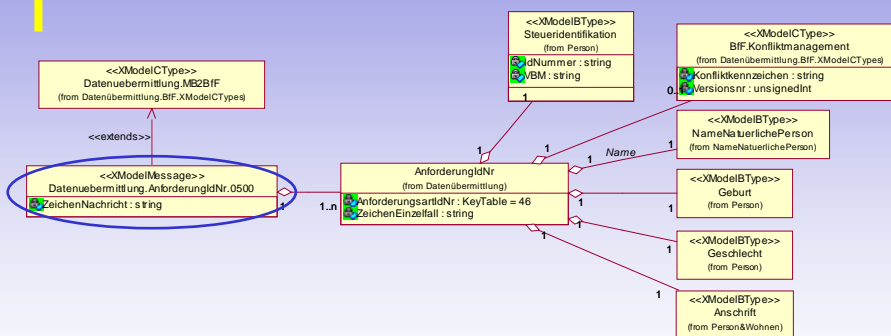 <<XModelCType>>
Datenuebermittlung.MB2BfF
(from Datenübermittlung.BfF.XModelCTypes)
<<extends>>
<<XModelMessage>>
Datenuebermittlung.AnforderungIdNr.0500
ZeichenNachricht : string
1
1..n
AnforderungIdNr
(from Datenübermittlung)
AnforderungsartIdNr : KeyTable = 46
ZeichenEinzelfall : string
<<XModelBType>>
Steueridentifikation
(from Person)
IdNummer : string
VBM : string
1
1
<<XModelCType>>
BfF.Konfliktmanagement
(from Datenübermittlung.BfF.XModelCTypes)
Konfliktkennzeichen : string
Versionsnr : unsignedInt
0..1
1
<<XModelBType>>
NameNatuerlichePerson
(from NameNatuerlichePerson)
Name
1
1
<<XModelBType>>
Geburt
(from Person)
1
1
<<XModelBType>>
Geschlecht
(from Person)
1
1
<<XModelBType>>
Anschrift
(from Person&Wohnen)
1
1